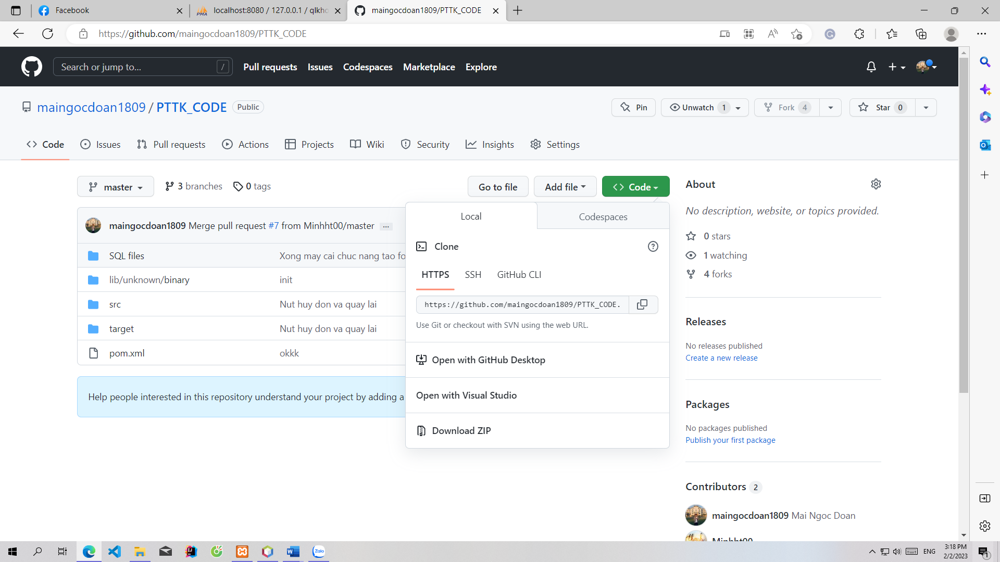 Facebook
localhost:8080 / 127.0.0.1 / qlkho
maingocdoan1809/PTTK_CODE
https://github.com/maingocdoan1809/PTTK_CODE
Search or jump to... /
Pull requests Issues Codespaces Marketplace Explore
maingocdoan1809 / PTTK_CODE Public
Pin
Unwatch 1
Fork 4
Star 0
Code Issues Pull requests Actions Projects Wiki Security Insights Settings
master 3 branches 0 tags
Go to file Add file Code
maingocdoan1809 Merge pull request #7 from Minhht00/master ...
SQL files Xong may cai chuc nang tao fo
lib/unknown/binary init
src Nut huy don va quay lai
target Nut huy don va quay lai
pom.xml okkk
Help people interested in this repository understand your project by adding a
Local Codespaces
Clone
HTTPS SSH GitHub CLI
https://github.com/maingocdoan1809/PTTK_CODE.
Use Git or checkout with SVN using the web URL.
Open with GitHub Desktop
Open with Visual Studio
Download ZIP
About
No description, website, or topics provided.
0 stars
1 watching
4 forks
Releases
No releases published
Create a new release
Packages
No packages published
Publish your first package
Contributors 2
maingocdoan1809 Mai Ngoc Doan
Minhht00
ENG
3:18 PM
2/2/2023
1